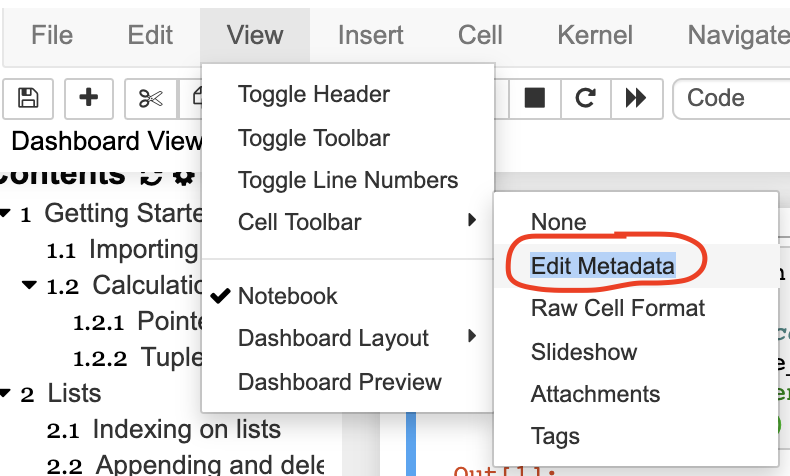 File Edit View Insert Cell Kernel Navigate
Code
Dashboard View
Toggle Header
Toggle Toolbar
Toggle Line Numbers
Cell Toolbar
Notebook
Dashboard Layout
Dashboard Preview
None
Edit Metadata
Raw Cell Format
Slideshow
Attachments
Tags
Contents
1 Getting Starte
1.1 Importing
1.2 Calculatio
1.2.1 Pointe
1.2.2 Tuple
2 Lists
2.1 Indexing on lists
2.2 Appending and dele
Out[1]: